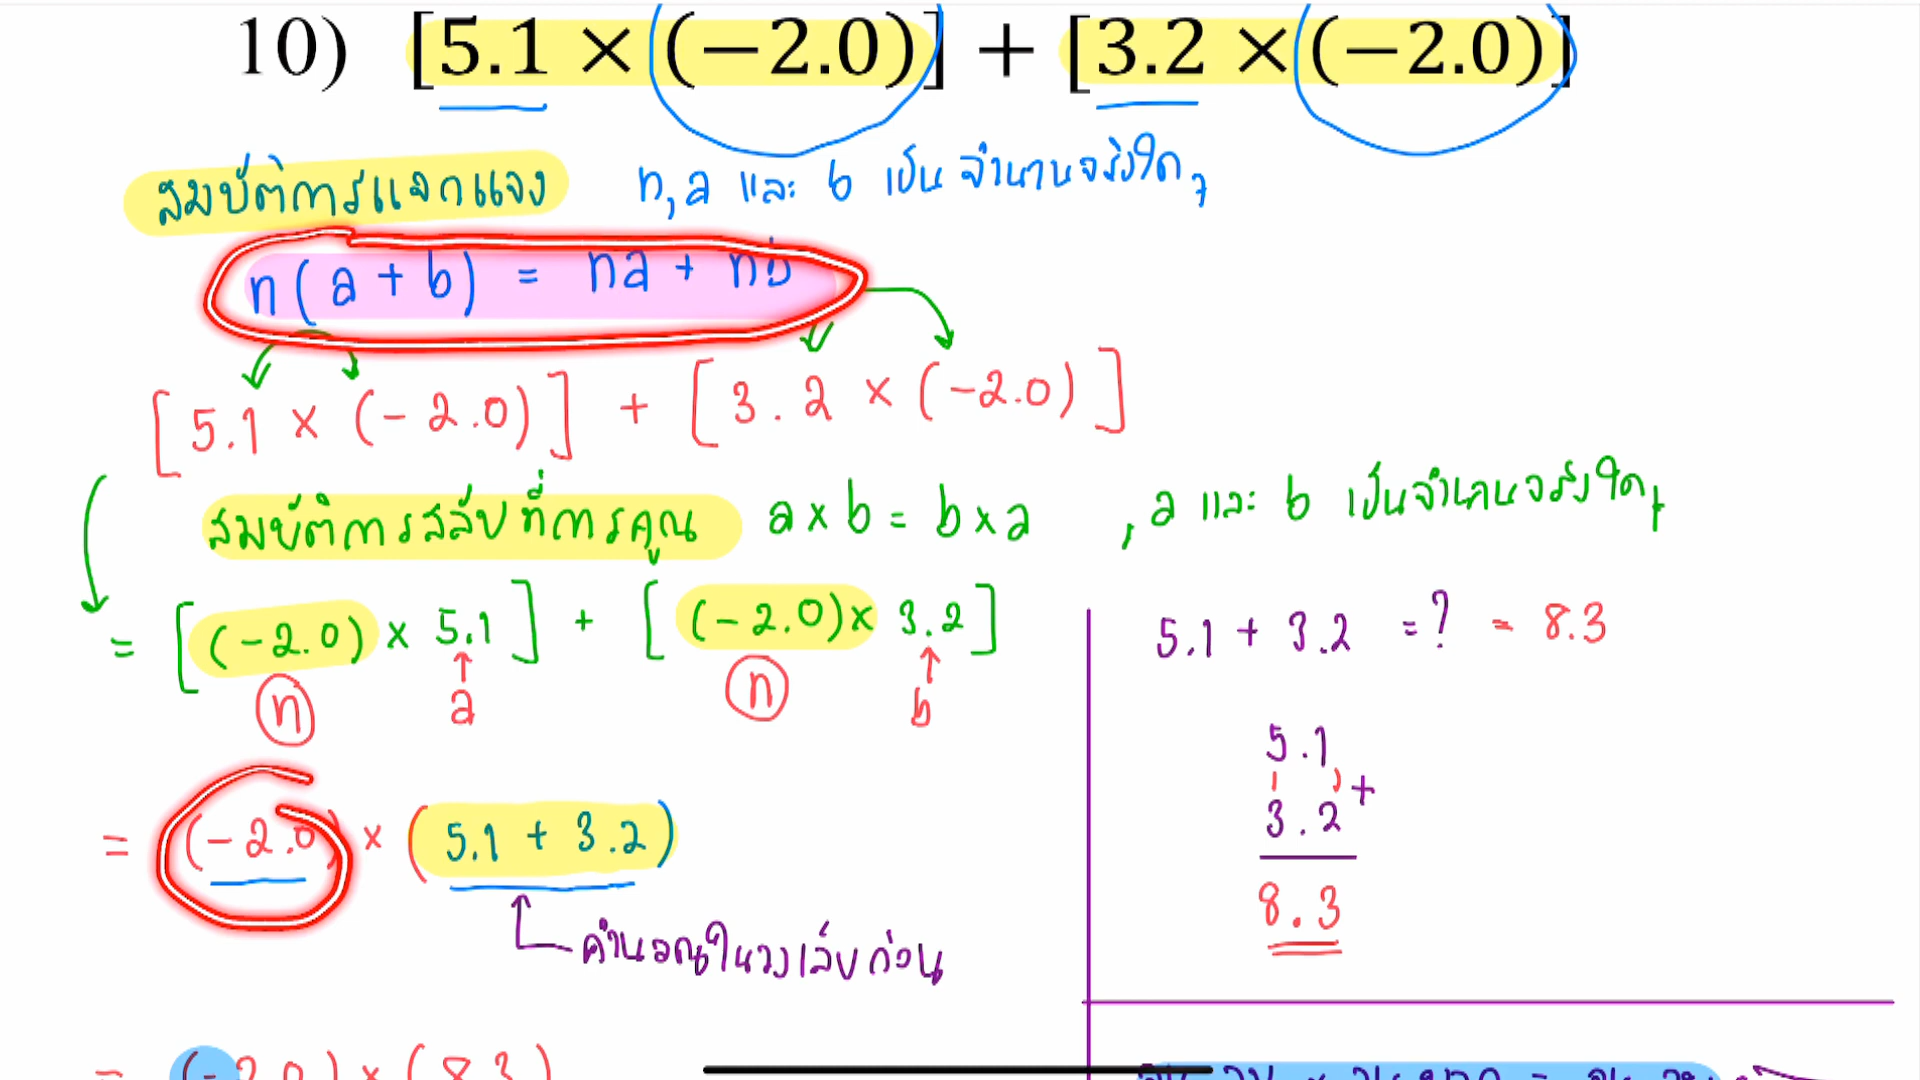 10) [5.1 × (−2.0)] + [3.2 × (−2.0)]
สมบัติการแจกแจง n, a และ b เป็นจำนวนจริงใดๆ
n(a + b) = na + nb
[5.1 × (-2.0)] + [3.2 × (-2.0)]
สมบัติการสลับที่การคูณ a × b = b × a , a และ b เป็นจำนวนจริงใดๆ
= [(-2.0) × 5.1] + [(-2.0) × 3.2]
n a n b
5.1 + 3.2 = ? = 8.3
5.1
+
3.2
8.3
= (-2.0) × (5.1 + 3.2)
คำนวณในวงเล็บก่อน
= (-2.0) × (8.3)